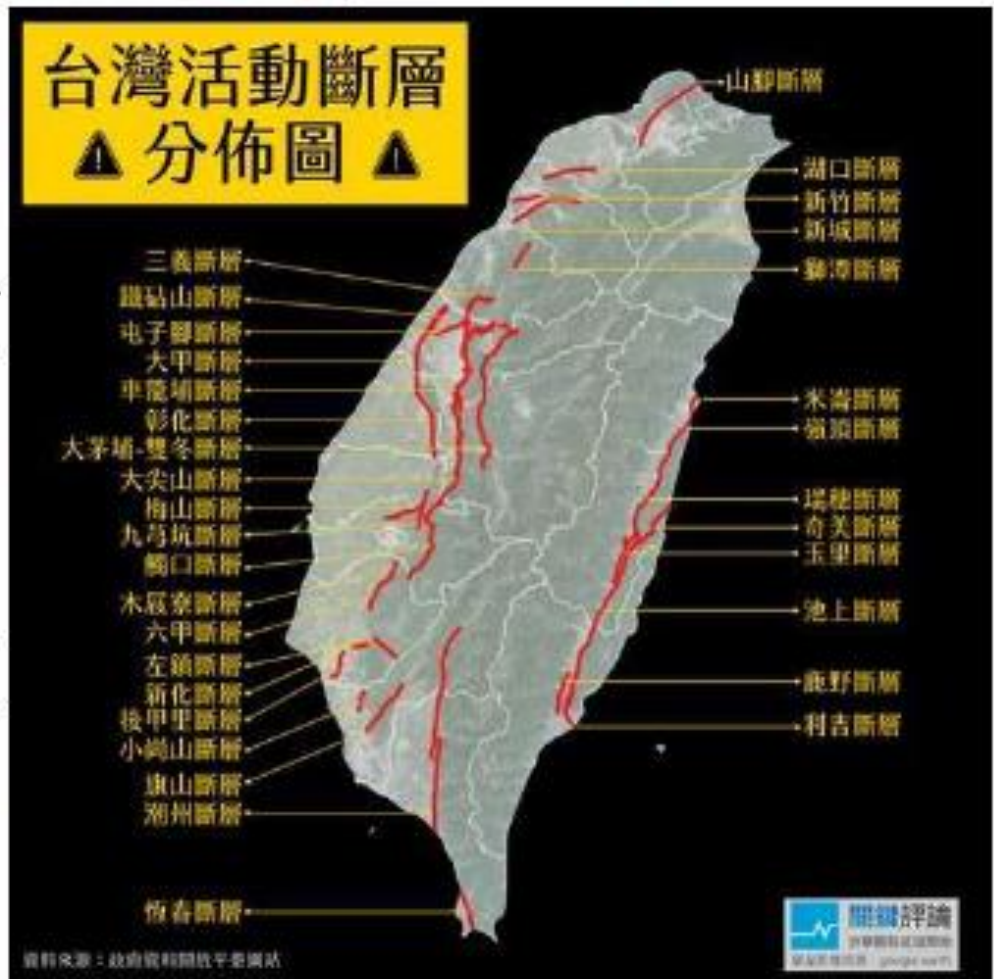 台灣活動斷層
分佈圖
山腳斷層
湖口斷層
新竹斷層
新城斷層
獅潭斷層
三義斷層
鐵砧山斷層
屯子腳斷層
大甲斷層
車籠埔斷層
彰化斷層
大茅埔-雙冬斷層
大尖山斷層
梅山斷層
九芎坑斷層
觸口斷層
木屐寮斷層
六甲斷層
左鎮斷層
新化斷層
後甲里斷層
小崗山斷層
旗山斷層
潮州斷層
恆春斷層
米崙斷層
嶺頂斷層
瑞穗斷層
奇美斷層
玉里斷層
池上斷層
鹿野斷層
利吉斷層
關鍵評論
資料來源：政府資料開放平臺網站
google earth